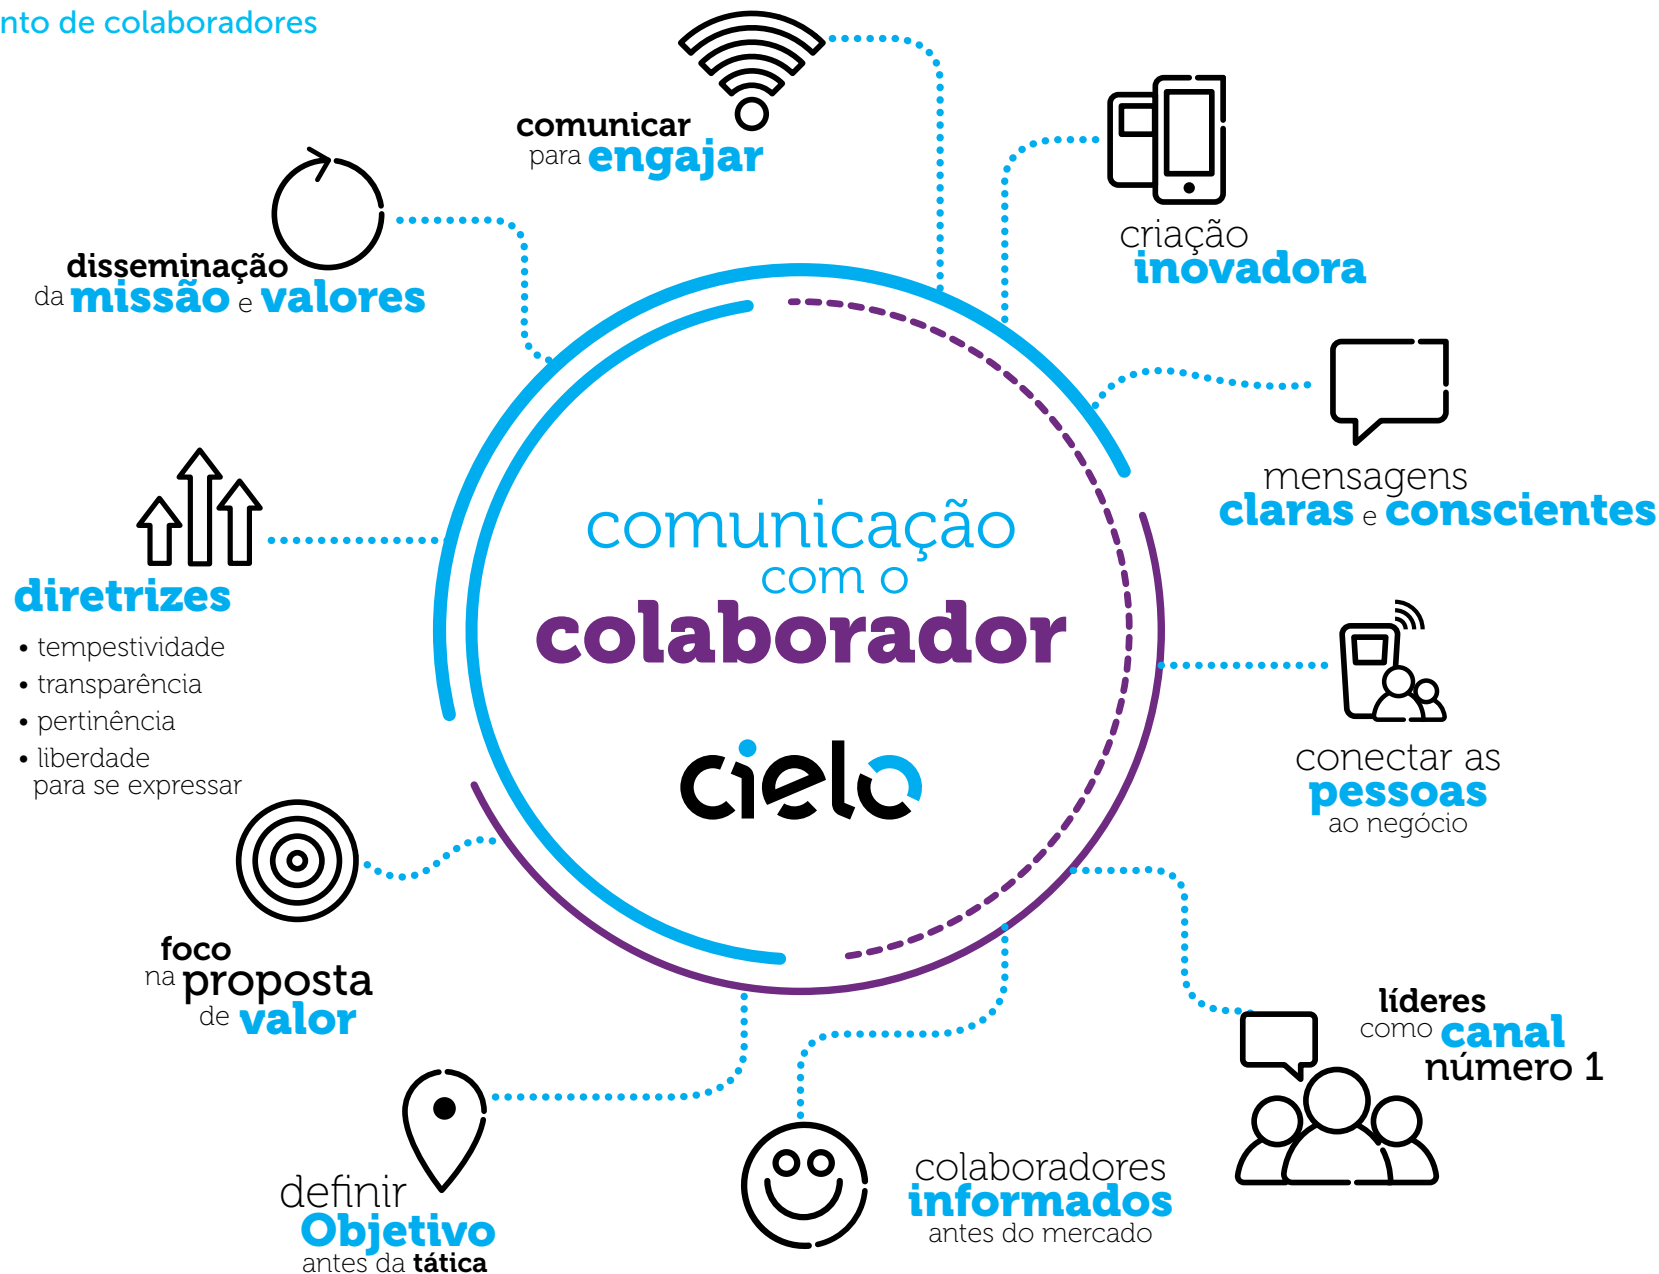 nto de colaboradores
comunicar
para engajar
criação
inovadora
disseminação
da missão e valores
mensagens
claras e conscientes
comunicação
com o
colaborador
cielo
diretrizes
• tempestividade
• transparência
• pertinência
• liberdade
para se expressar
conectar as
pessoas
ao negócio
foco
na proposta
de valor
líderes
como canal
número 1
definir
Objetivo
antes da tática
colaboradores
informados
antes do mercado